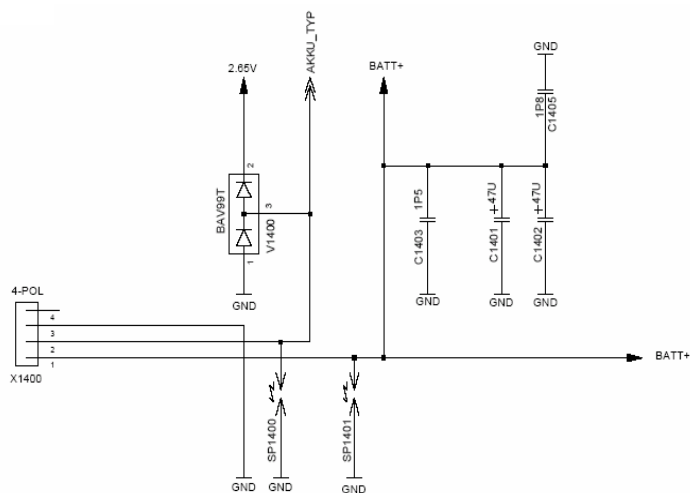 AKKU_TYP
GND
2.65V
BATT+
1P8
C1405
2
BAV99T
3
V1400
1
GND
1P5
C1403
GND
+47U
C1401
GND
+47U
C1402
GND
4-POL
4
3
2
1
X1400
BATT+
SP1400
SP1401
GND
GND
GND